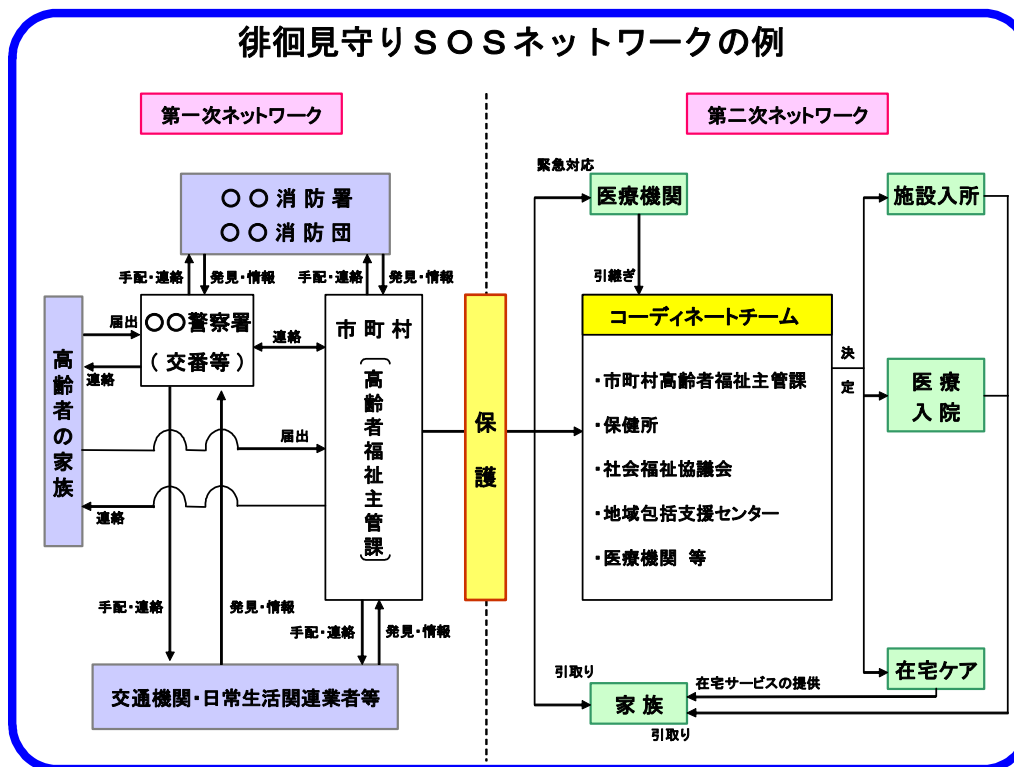 徘徊見守りSOSネットワークの例
第一次ネットワーク
第二次ネットワーク
〇〇消防署
〇〇消防団
手配・連絡
発見・情報
手配・連絡
発見・情報
高齢者の家族
届出
連絡
〇〇警察署
(交番等)
連絡
市町村
(高齢者福祉主管課)
届出
連絡
手配・連絡
発見・情報
手配・連絡
発見・情報
交通機関・日常生活関連業者等
保護
緊急対応
医療機関
引継ぎ
コーディネートチーム
・市町村高齢者福祉主管課
・保健所
・社会福祉協議会
・地域包括支援センター
・医療機関 等
決定
施設入所
医療
入院
在宅ケア
引取り
在宅サービスの提供
家族
引取り